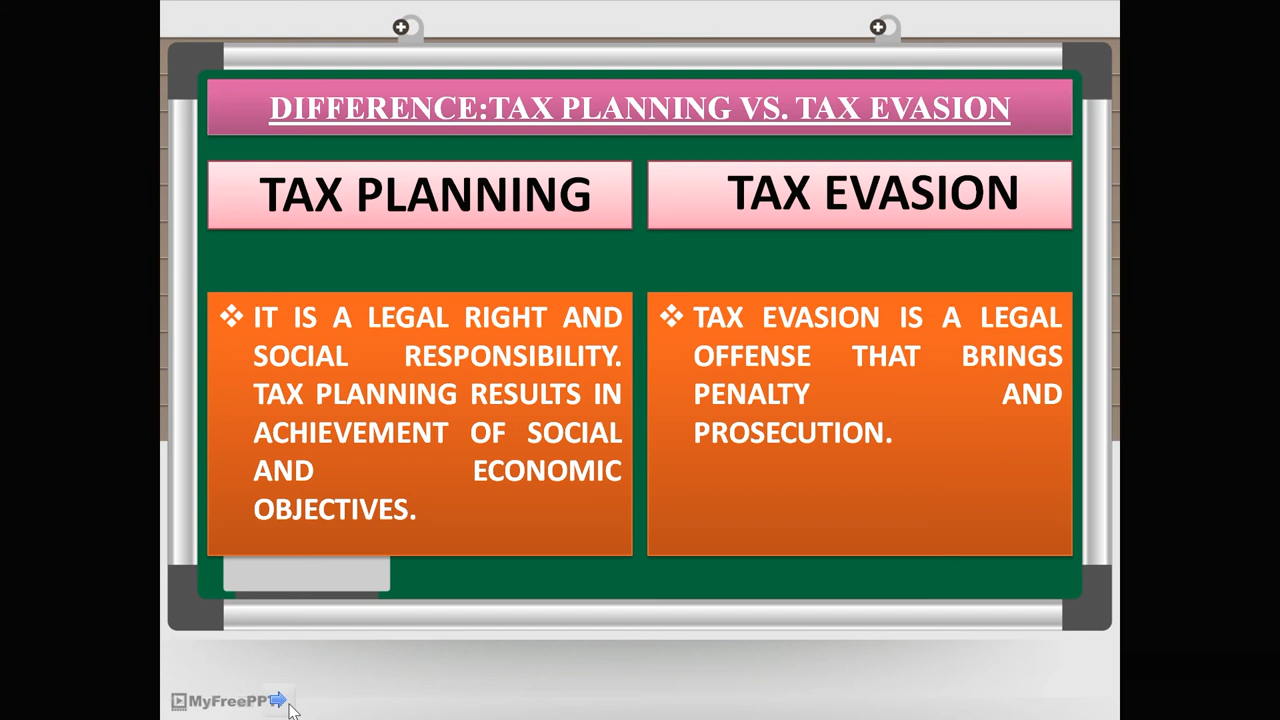 DIFFERENCE:TAX PLANNING VS. TAX EVASION
TAX PLANNING
TAX EVASION
IT IS A LEGAL RIGHT AND
SOCIAL RESPONSIBILITY.
TAX PLANNING RESULTS IN
ACHIEVEMENT OF SOCIAL
AND ECONOMIC
OBJECTIVES.
TAX EVASION IS A LEGAL
OFFENSE THAT BRINGS
PENALTY AND
PROSECUTION.
MyFreePP